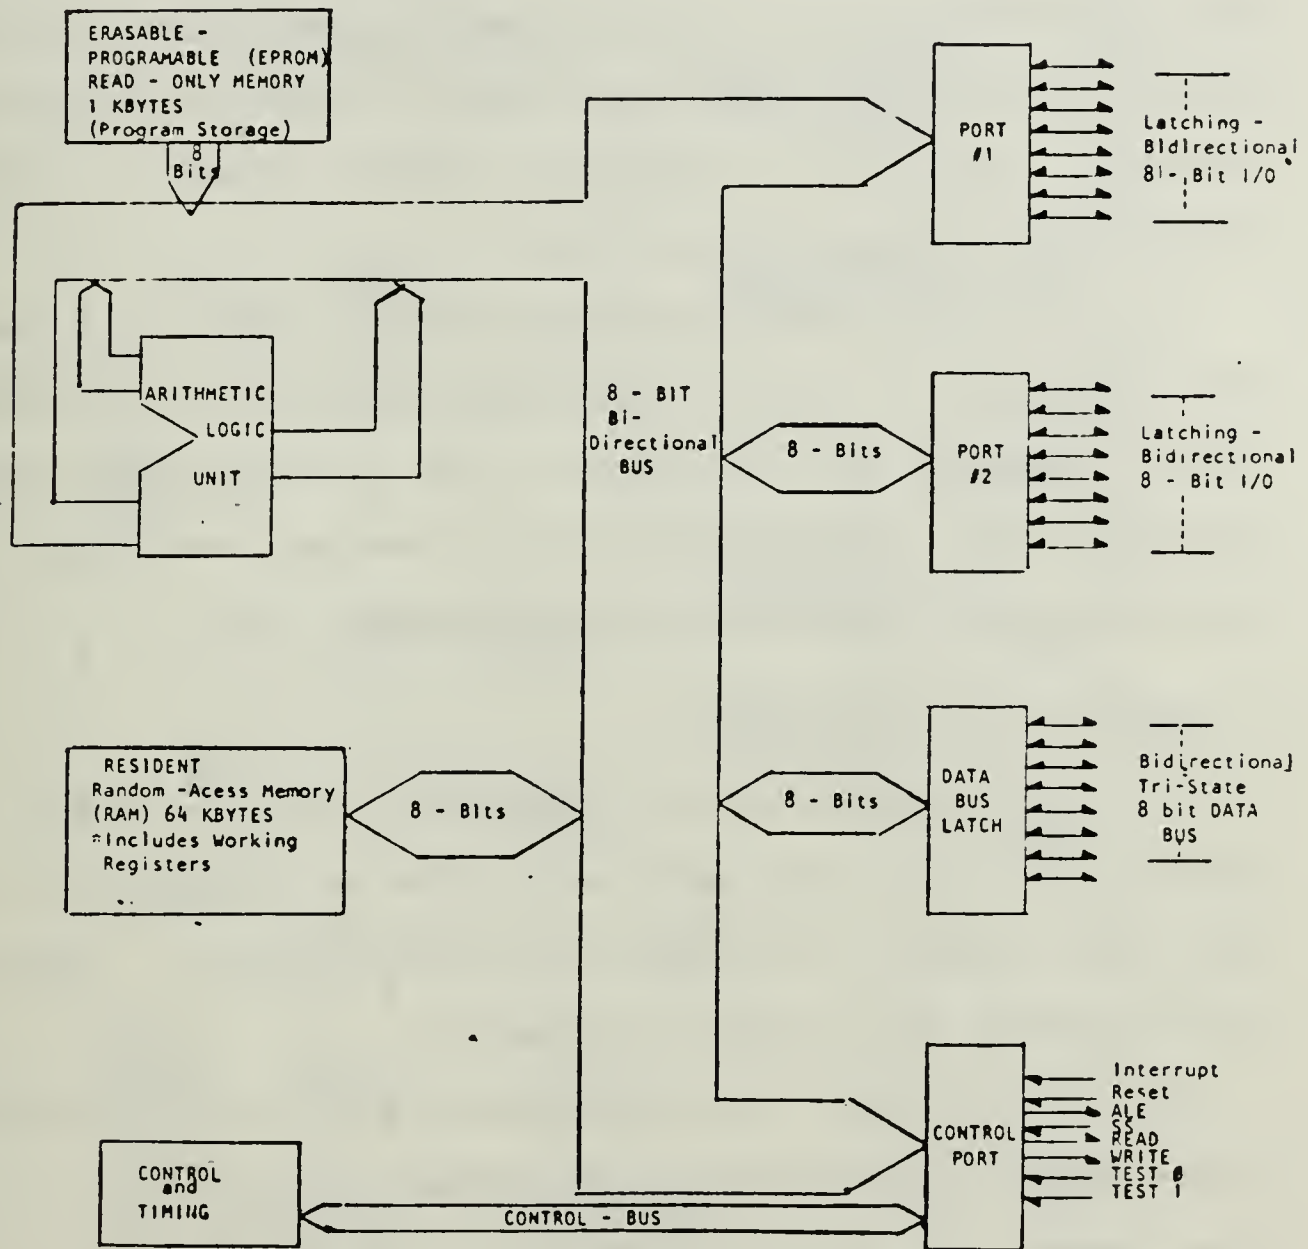 ERASABLE -
PROGRAMABLE (EPROM)
READ - ONLY MEMORY
1 KBYTES
(Program Storage)
8
Bits
PORT
#1
Latching -
Bidirectional
8 - Bit I/O
ARITHMETIC
LOGIC
UNIT
8 - BIT
Bi-
Directional
BUS
8 - Bits
PORT
#2
Latching -
Bidirectional
8 - Bit I/O
RESIDENT
Random -Acess Memory
(RAM) 64 KBYTES
*Includes Working
Registers
8 - Bits
8 - Bits
DATA
BUS
LATCH
Bidirectional
Tri-State
8 bit DATA
BUS
CONTROL
and
TIMING
CONTROL - BUS
CONTROL
PORT
Interrupt
Reset
ALE
SS
READ
WRITE
TEST 0
TEST 1